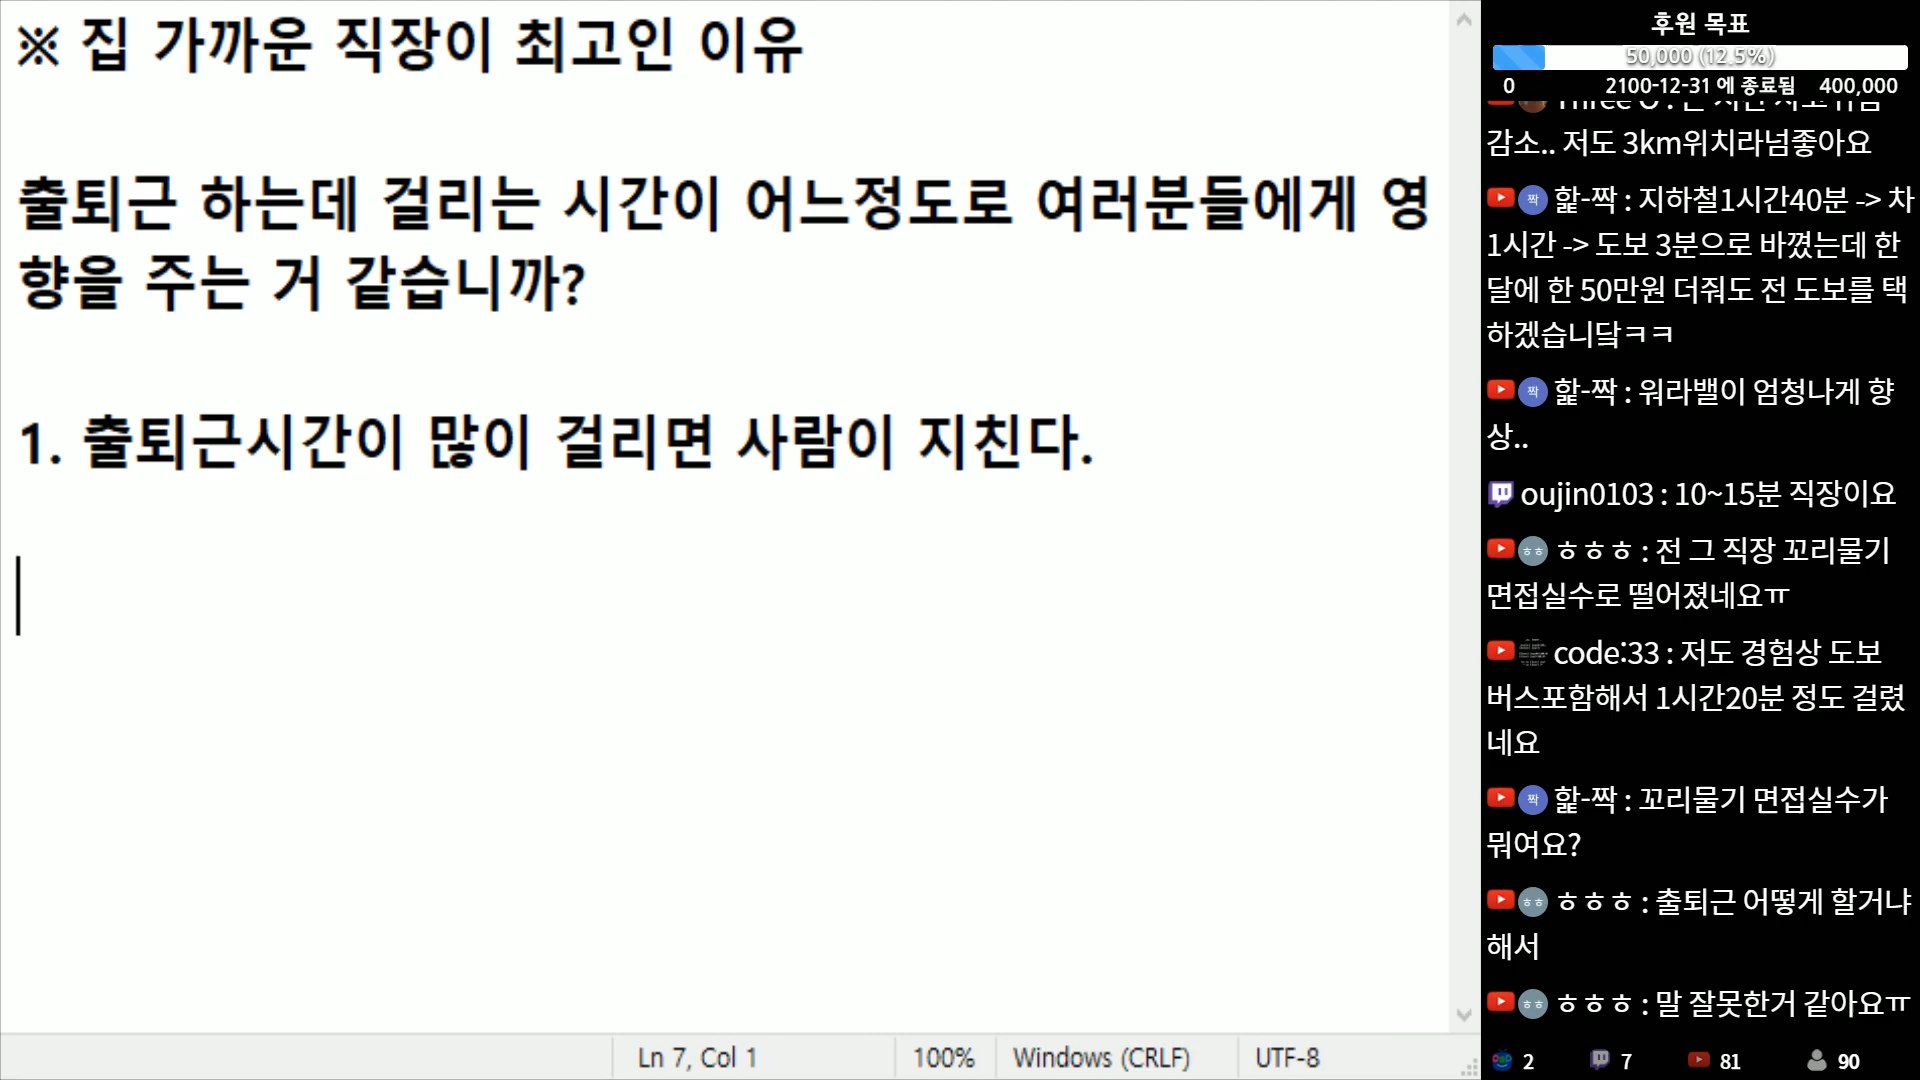 ※ 집 가까운 직장이 최고인 이유
출퇴근 하는데 걸리는 시간이 어느정도로 여러분들에게 영
향을 주는 거 같습니까?
1. 출퇴근시간이 많이 걸리면 사람이 지친다.
Ln 7, Col 1
100%
Windows (CRLF)
UTF-8
후원 목표
50,000 (12.5%)
0 2100-12-31 에 종료됨 400,000
감소.. 저도 3km위치라넘좋아요
짝 핥-짝 : 지하철1시간40분 -> 차
1시간 -> 도보 3분으로 바꼈는데 한
달에 한 50만원 더줘도 전 도보를 택
하겠습니닼ㅋㅋ
짝 핥-짝 : 워라밸이 엄청나게 향
상..
oujin0103 : 10~15분 직장이요
ㅎㅎ ㅎㅎㅎ : 전 그 직장 꼬리물기
면접실수로 떨어졌네요ㅠ
code:33 : 저도 경험상 도보
버스포함해서 1시간20분 정도 걸렸
네요
짝 핥-짝 : 꼬리물기 면접실수가
뭐여요?
ㅎㅎ ㅎㅎㅎ : 출퇴근 어떻게 할거냐
해서
ㅎㅎ ㅎㅎㅎ : 말 잘못한거 같아요ㅠ
2 7 81 90